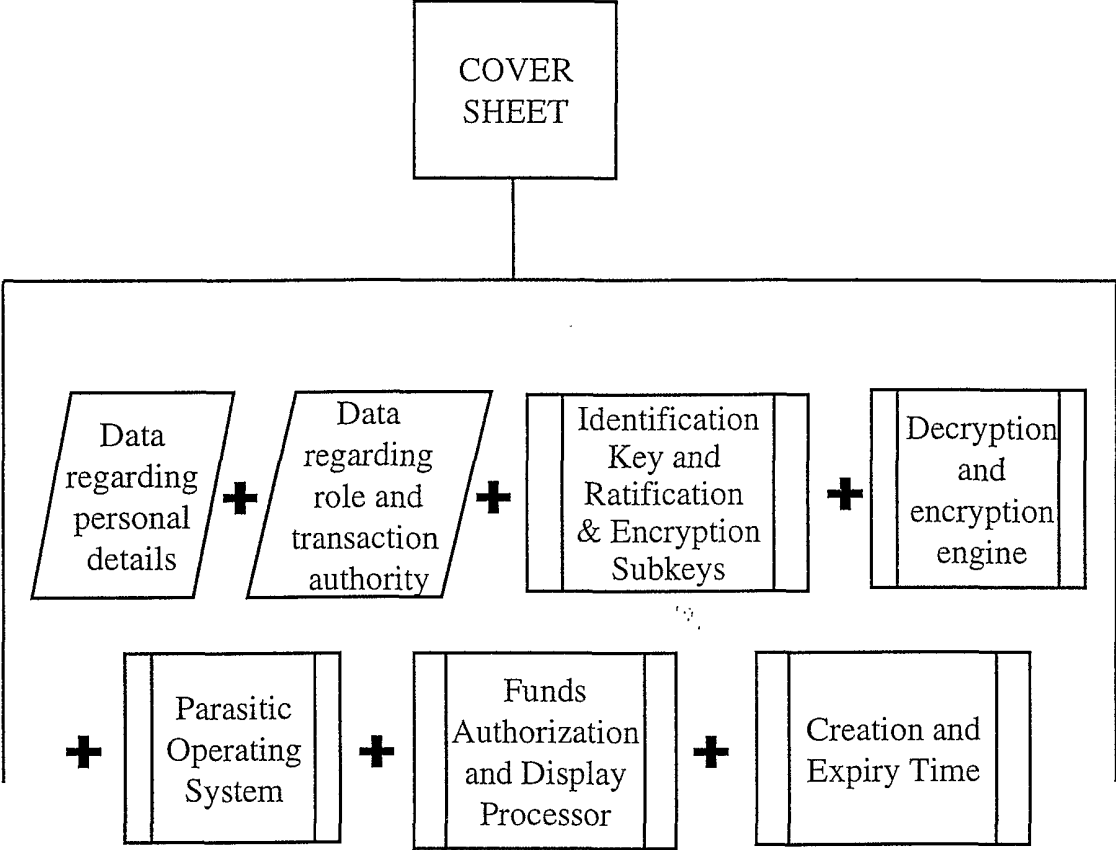 COVER
SHEET
Data
regarding
personal
details
+
Data
regarding
role and
transaction
authority
+
Identification
Key and
Ratification
& Encryption
Subkeys
+
Decryption
and
encryption
engine
+
Parasitic
Operating
System
+
Funds
Authorization
and Display
Processor
+
Creation and
Expiry Time